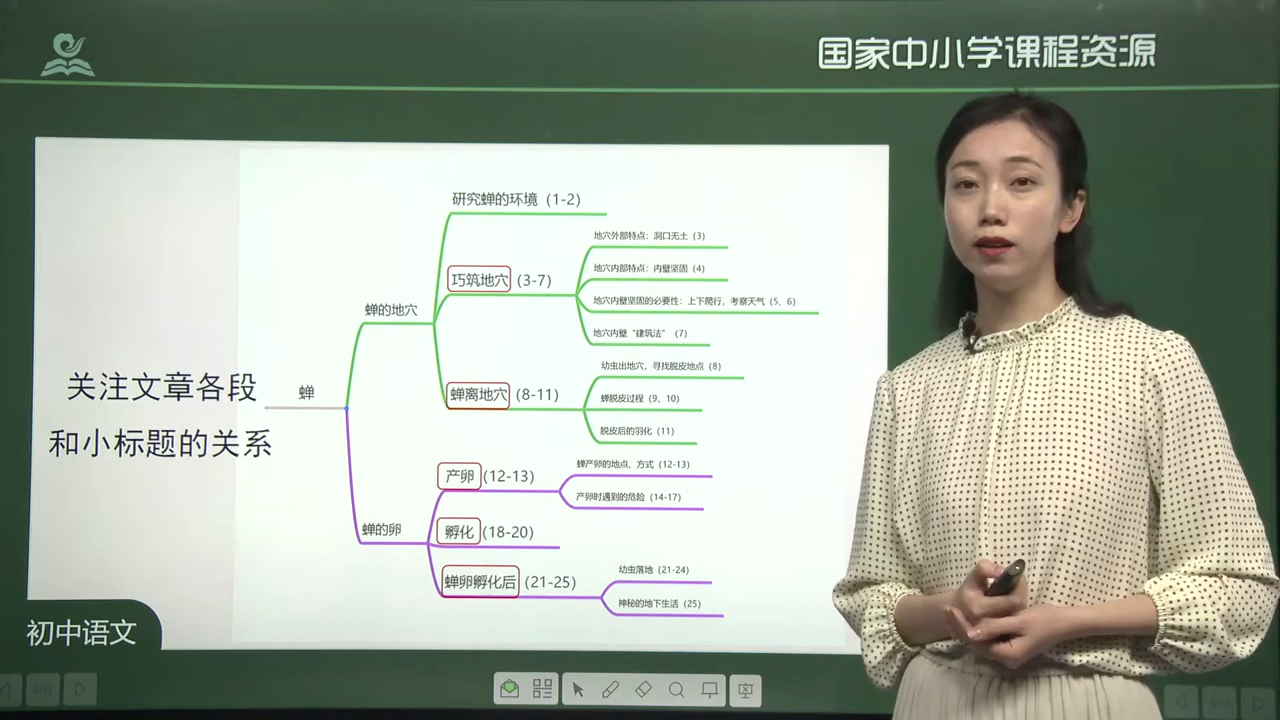 国家中小学课程资源
关注文章各段
和小标题的关系
蝉
蝉的地穴
研究蝉的环境（1-2）
巧筑地穴（3-7）
地穴外部特点：洞口无土（3）
地穴内部特点：内壁坚固（4）
地穴内壁坚固的必要性：上下爬行，考察天气（5、6）
地穴内壁“建筑法”（7）
蝉离地穴（8-11）
幼虫出地穴，寻找脱皮地点（8）
蝉脱皮过程（9、10）
脱皮后的羽化（11）
蝉的卵
产卵（12-13）
蝉产卵的地点、方式（12-13）
产卵时遇到的危险（14-17）
孵化（18-20）
蝉卵孵化后（21-25）
幼虫落地（21-24）
神秘的地下生活（25）
初中语文